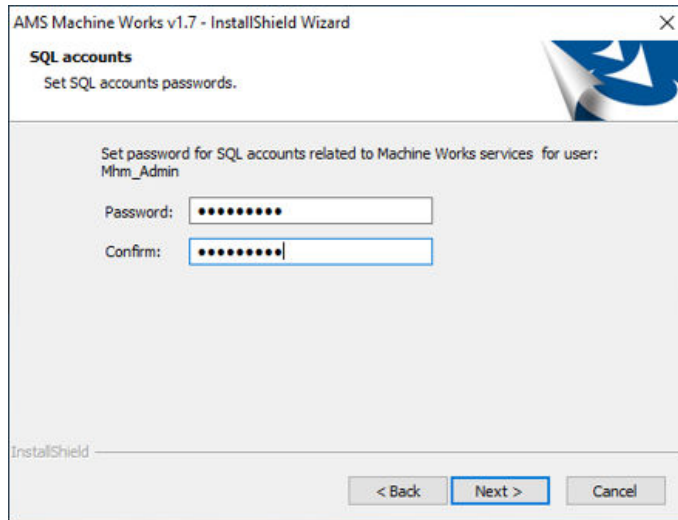 AMS Machine Works v1.7 - InstallShield Wizard
SQL accounts
Set SQL accounts passwords.
Set password for SQL accounts related to Machine Works services for user:
Mhm_Admin
Password: •••••••••
Confirm: •••••••••
InstallShield
< Back Next > Cancel